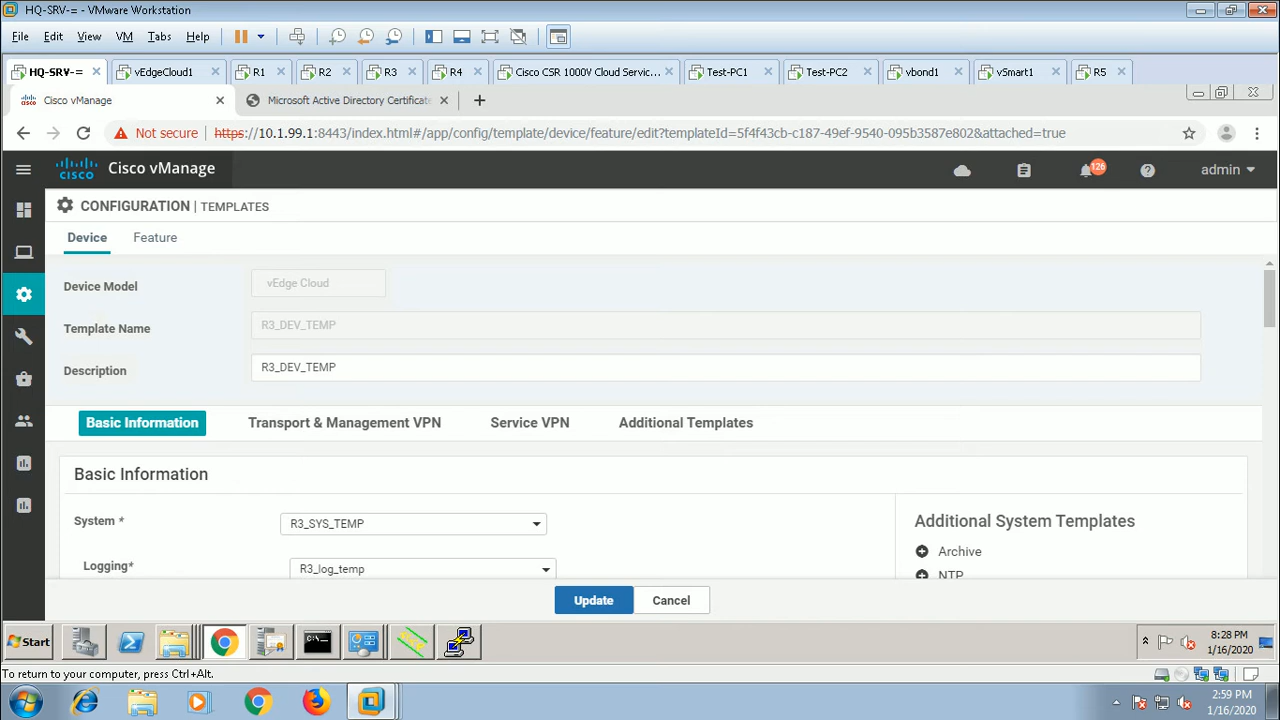 HQ-SRV-= - VMware Workstation
File Edit View VM Tabs Help
HQ-SRV-= vEdgeCloud1 R1 R2 R3 R4 Cisco CSR 1000V Cloud Servic... Test-PC1 Test-PC2 vbond1 vSmart1 R5
Cisco vManage Microsoft Active Directory Certificate
Not secure https://10.1.99.1:8443/index.html#/app/config/template/device/feature/edit?templateId=5f4f43cb-c187-49ef-9540-095b3587e802&attached=true
cisco Cisco vManage 126 admin
CONFIGURATION | TEMPLATES
Device Feature
Device Model vEdge Cloud
Template Name R3_DEV_TEMP
Description R3_DEV_TEMP
Basic Information Transport & Management VPN Service VPN Additional Templates
Basic Information
System * R3_SYS_TEMP Additional System Templates
Logging* R3_log_temp Archive
NTP
Update Cancel
Start 8:28 PM
1/16/2020
To return to your computer, press Ctrl+Alt.
2:59 PM
1/16/2020